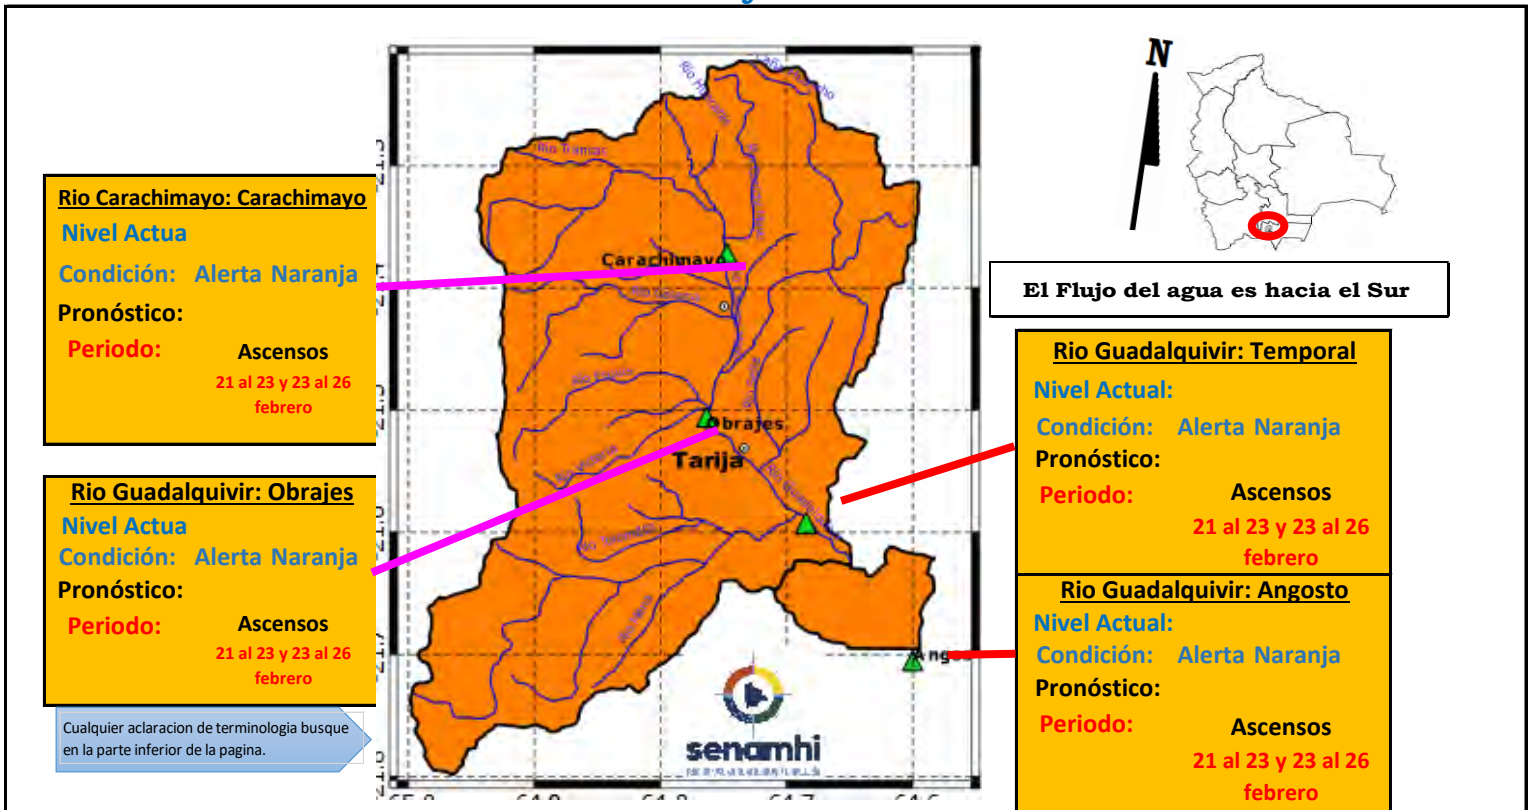 Rio Carachimayo: Carachimayo
Nivel Actua
Condición: Alerta Naranja
Pronóstico:
Periodo: Ascensos
21 al 23 y 23 al 26
febrero
Rio Guadalquivir: Obrajes
Nivel Actua
Condición: Alerta Naranja
Pronóstico:
Periodo: Ascensos
21 al 23 y 23 al 26
febrero
Cualquier aclaracion de terminologia busque
en la parte inferior de la pagina.
Carachimayo
Obrajes
Tarija
senamhi
N
El Flujo del agua es hacia el Sur
Rio Guadalquivir: Temporal
Nivel Actual:
Condición: Alerta Naranja
Pronóstico:
Periodo: Ascensos
21 al 23 y 23 al 26
febrero
Rio Guadalquivir: Angosto
Nivel Actual:
Condición: Alerta Naranja
Pronóstico:
Periodo: Ascensos
21 al 23 y 23 al 26
febrero